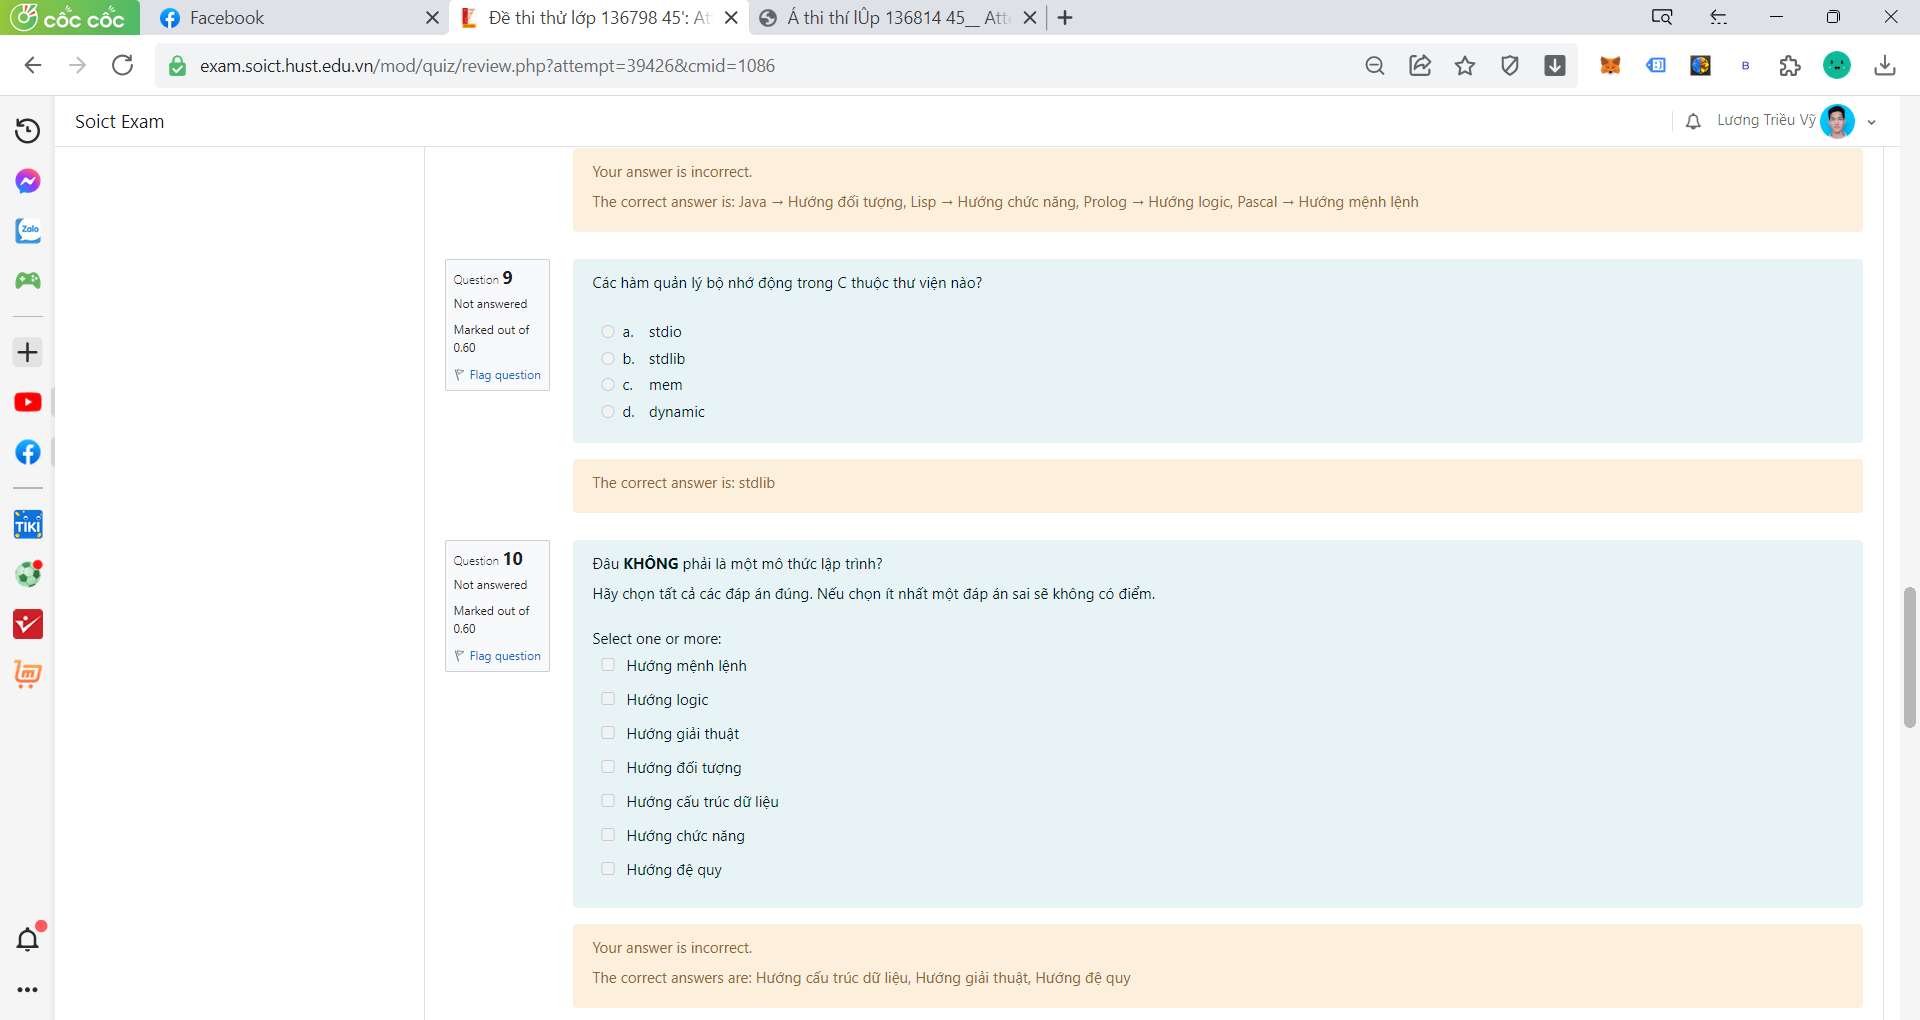 cốc cốc
Facebook
Đề thi thử lớp 136798 45': At
Á thi thí lÛp 136814 45__ Att
exam.soict.hust.edu.vn/mod/quiz/review.php?attempt=39426&cmid=1086
B
Soict Exam
Lương Triều Vỹ
Zalo
TIKI
Your answer is incorrect.
The correct answer is: Java → Hướng đối tượng, Lisp → Hướng chức năng, Prolog → Hướng logic, Pascal → Hướng mệnh lệnh
Question 9
Not answered
Marked out of
0.60
Flag question
Các hàm quản lý bộ nhớ động trong C thuộc thư viện nào?
a. stdio
b. stdlib
c. mem
d. dynamic
The correct answer is: stdlib
Question 10
Not answered
Marked out of
0.60
Flag question
Đâu KHÔNG phải là một mô thức lập trình?
Hãy chọn tất cả các đáp án đúng. Nếu chọn ít nhất một đáp án sai sẽ không có điểm.
Select one or more:
Hướng mệnh lệnh
Hướng logic
Hướng giải thuật
Hướng đối tượng
Hướng cấu trúc dữ liệu
Hướng chức năng
Hướng đệ quy
Your answer is incorrect.
The correct answers are: Hướng cấu trúc dữ liệu, Hướng giải thuật, Hướng đệ quy